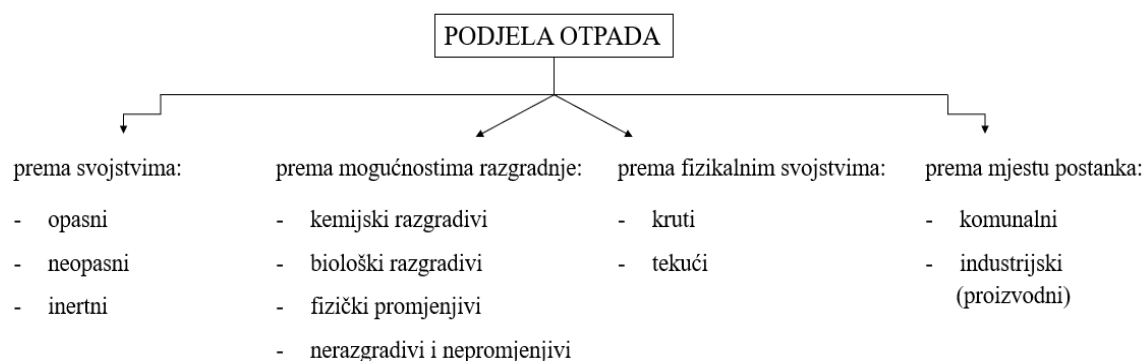 PODJELA OTPADA
prema svojstvima:
- opasni
- neopasni
- inertni
prema mogućnostima razgradnje:
- kemijski razgradivi
- biološki razgradivi
- fizički promjenjivi
- nerazgradivi i nepromjenjivi
prema fizikalnim svojstvima:
- kruti
- tekući
prema mjestu postanka:
- komunalni
- industrijski
(proizvodni)